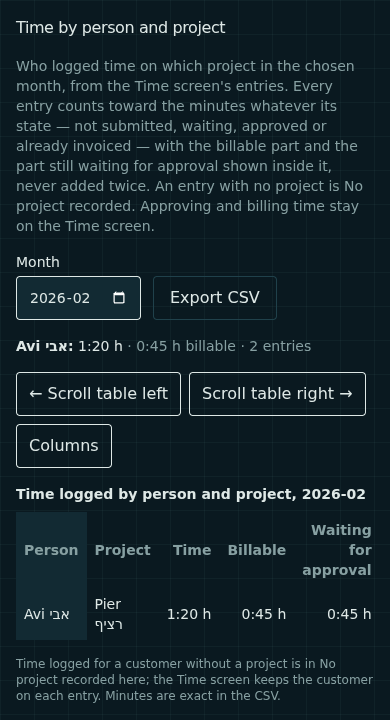 Time by person and project
Who logged time on which project in the chosen
month, from the Time screen's entries. Every
entry counts toward the minutes whatever its
state — not submitted, waiting, approved or
already invoiced — with the billable part and the
part still waiting for approval shown inside it,
never added twice. An entry with no project is No
project recorded. Approving and billing time stay
on the Time screen.
Month
2026-02
Export CSV
Avi אבי: 1:20 h · 0:45 h billable · 2 entries
← Scroll table left
Scroll table right →
Columns
Time logged by person and project, 2026-02
Person Project Time Billable Waiting
for
approval
Avi אבי Pier
רציף 1:20 h 0:45 h 0:45 h
Time logged for a customer without a project is in No
project recorded here; the Time screen keeps the customer
on each entry. Minutes are exact in the CSV.